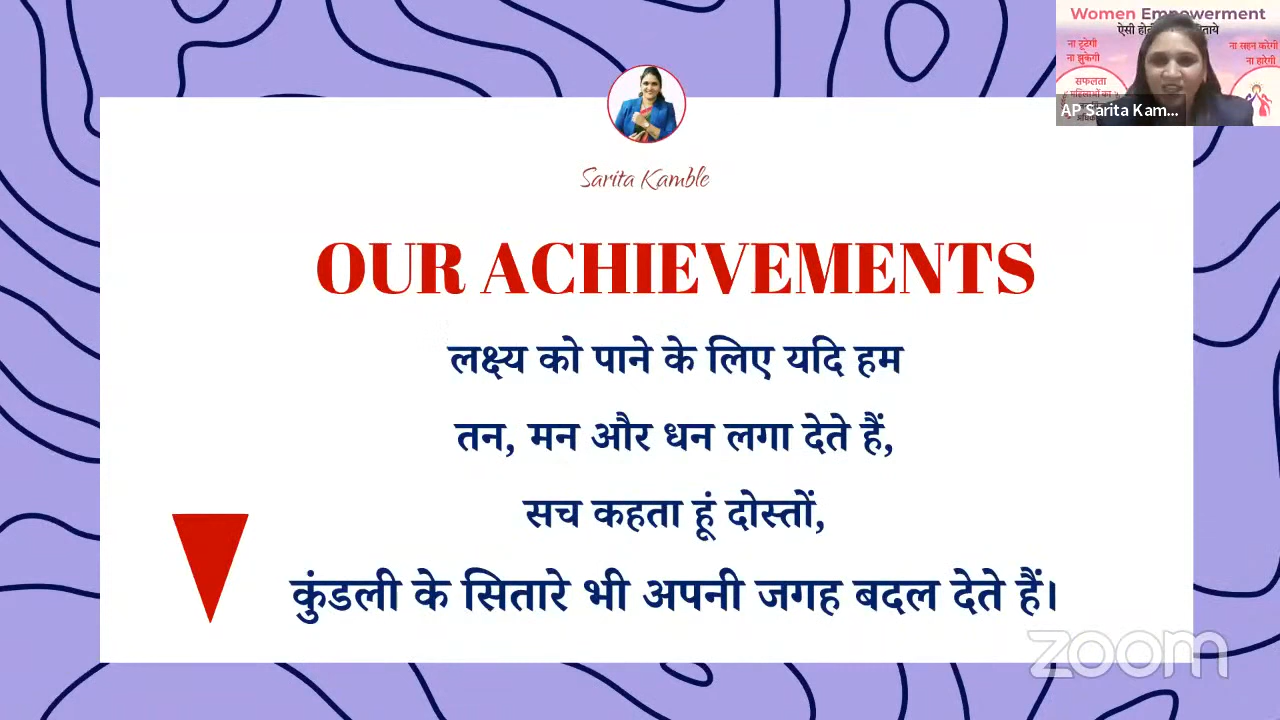 Women Empowerment
ना टूटेगी
ना झुकेगी
ना सहन करेगी
ना हारेगी
सफलता
AP Sarita Kam...
Sarita Kamble
OUR ACHIEVEMENTS
लक्ष्य को पाने के लिए यदि हम
तन, मन और धन लगा देते हैं,
सच कहता हूं दोस्तों,
कुंडली के सितारे भी अपनी जगह बदल देते हैं।
zoom